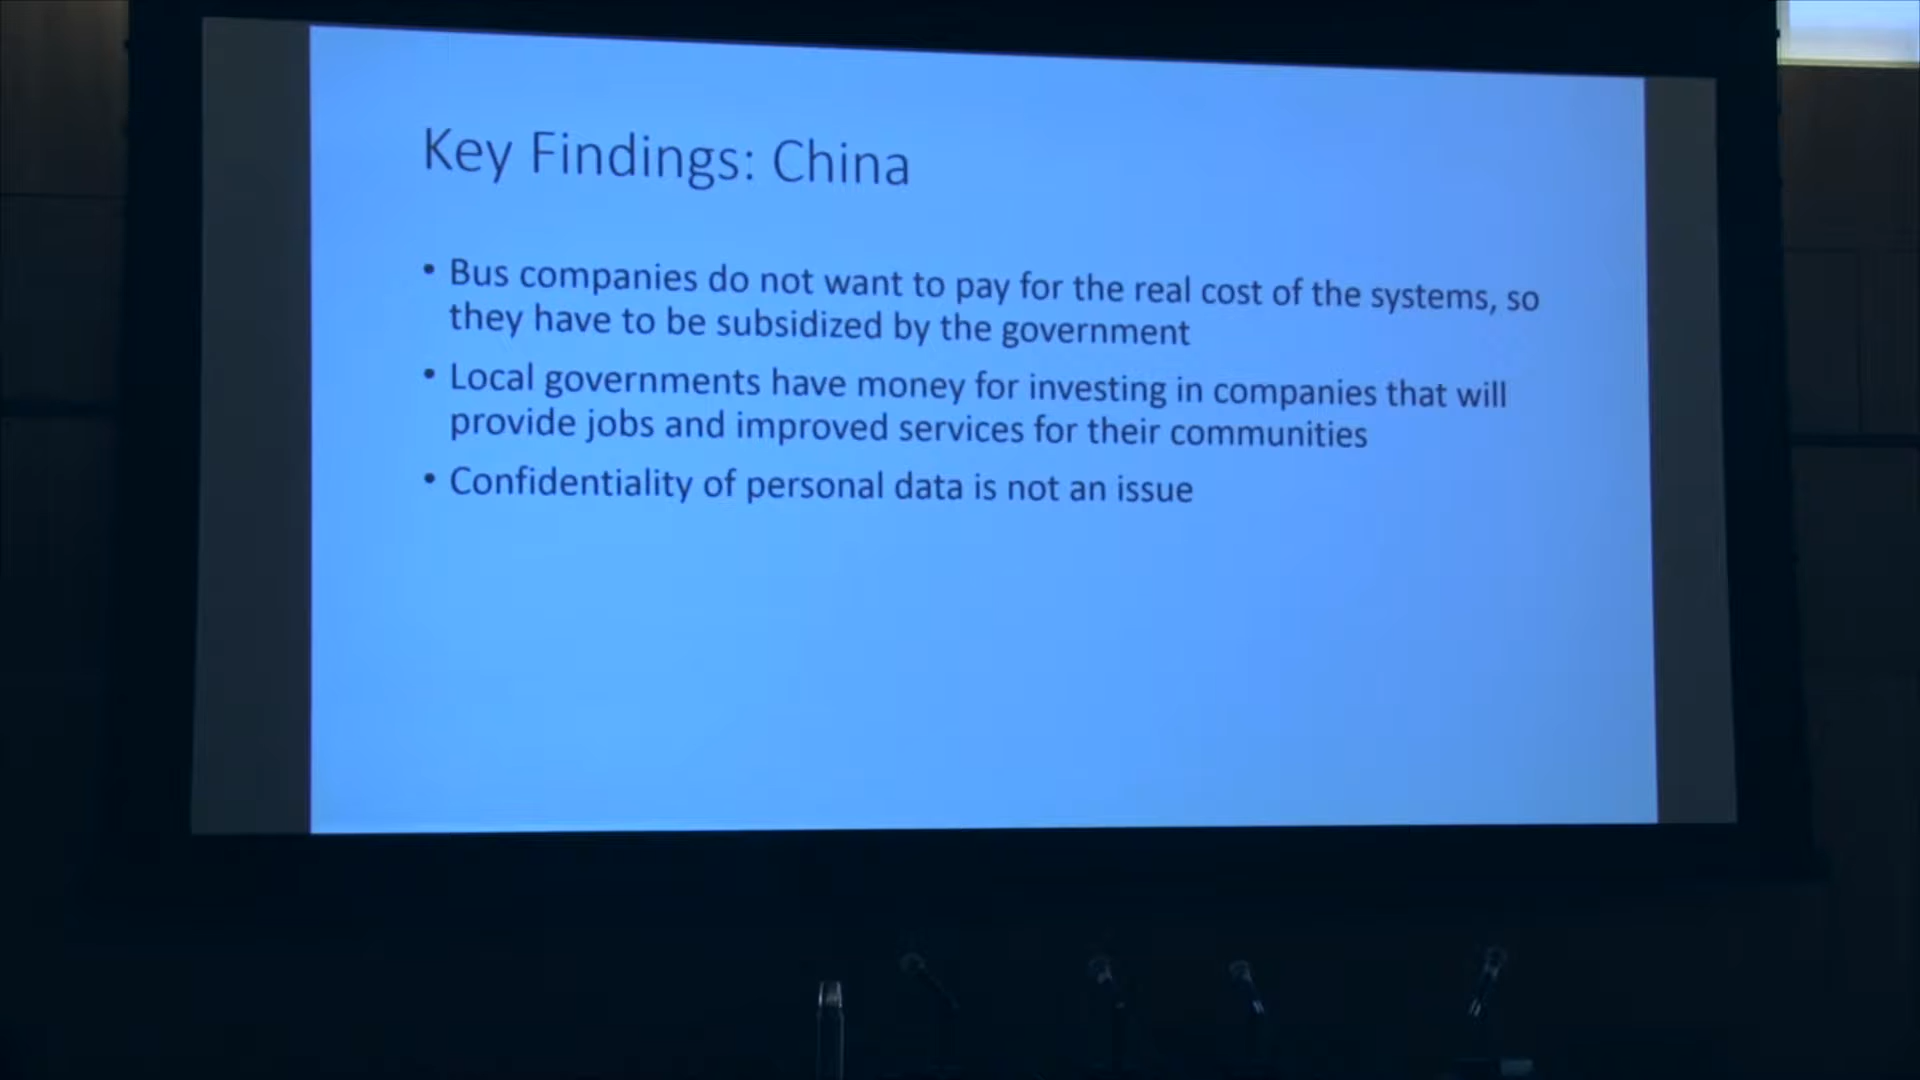 Key Findings: China
• Bus companies do not want to pay for the real cost of the systems, so
they have to be subsidized by the government
• Local governments have money for investing in companies that will
provide jobs and improved services for their communities
• Confidentiality of personal data is not an issue